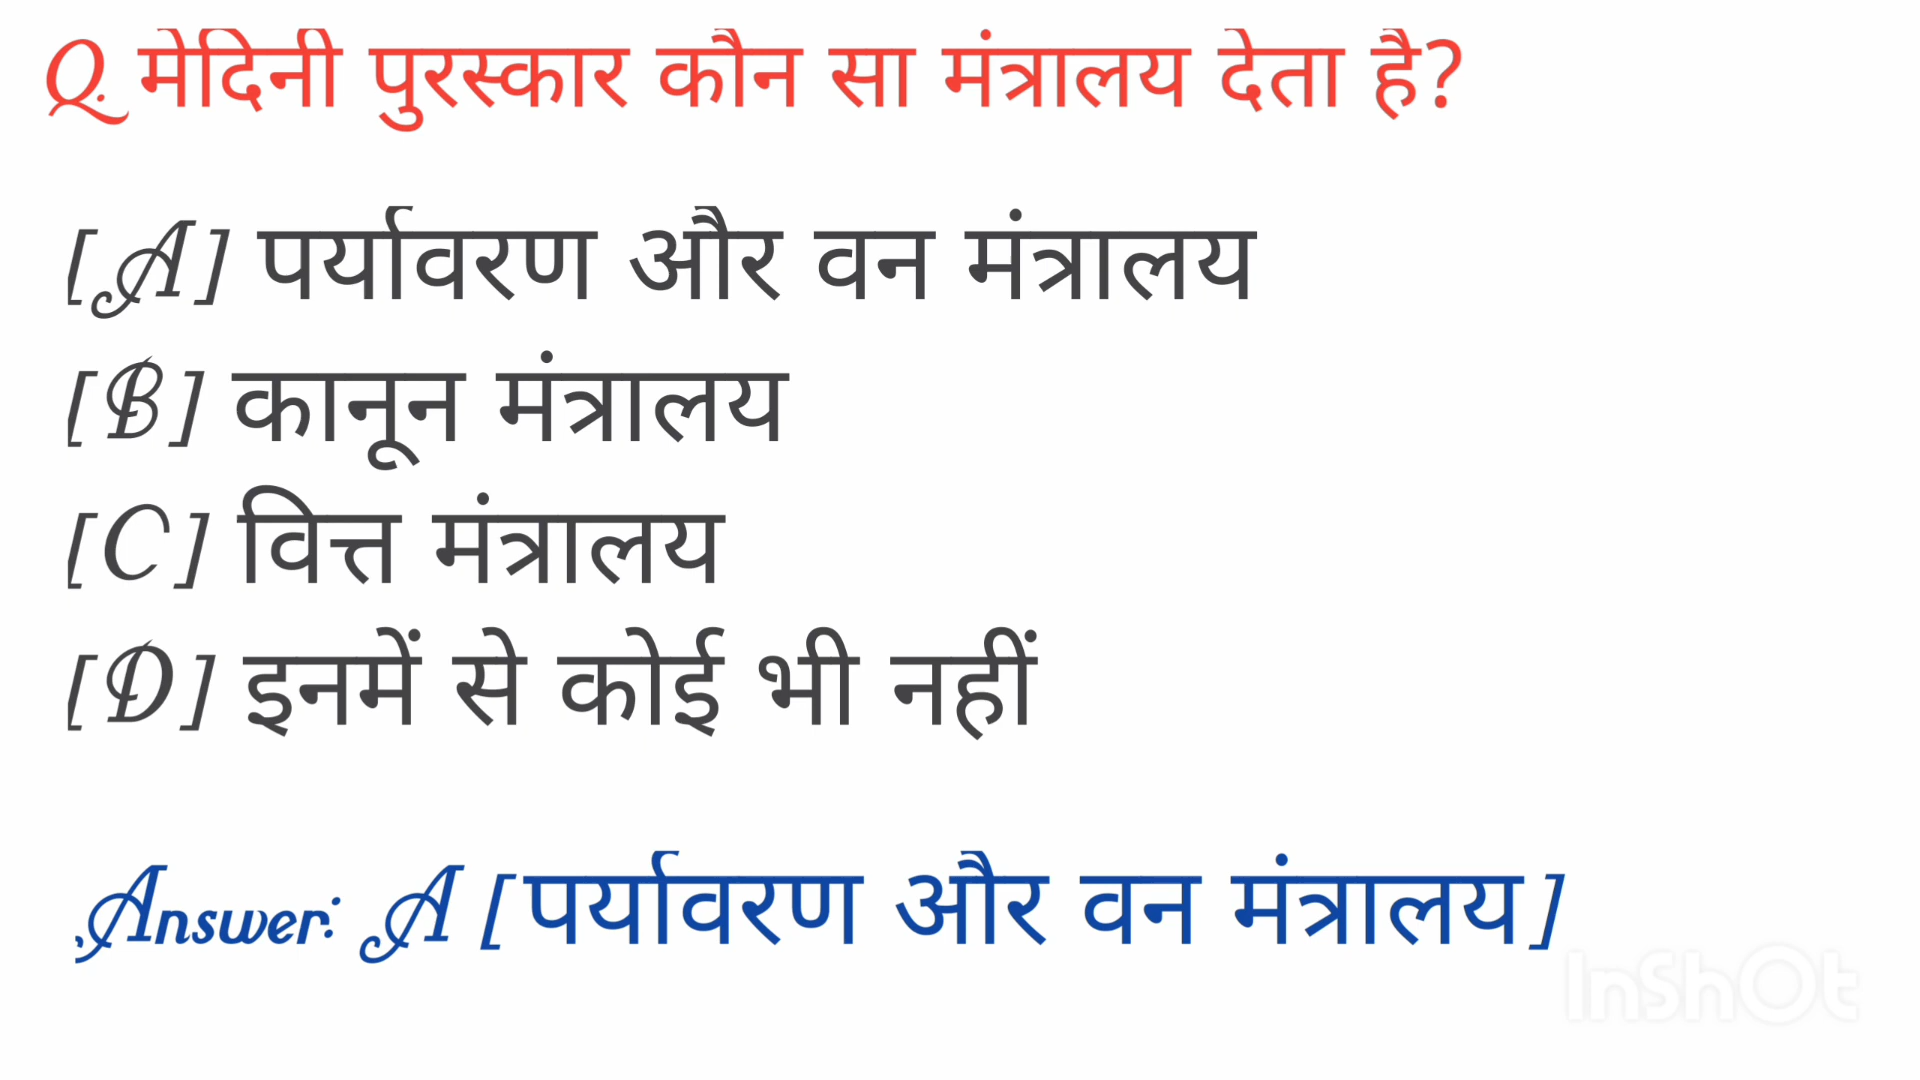 Q. मेदिनी पुरस्कार कौन सा मंत्रालय देता है?
[A] पर्यावरण और वन मंत्रालय
[B] कानून मंत्रालय
[C] वित्त मंत्रालय
[D] इनमें से कोई भी नहीं
Answer: A [पर्यावरण और वन मंत्रालय]
InShOt